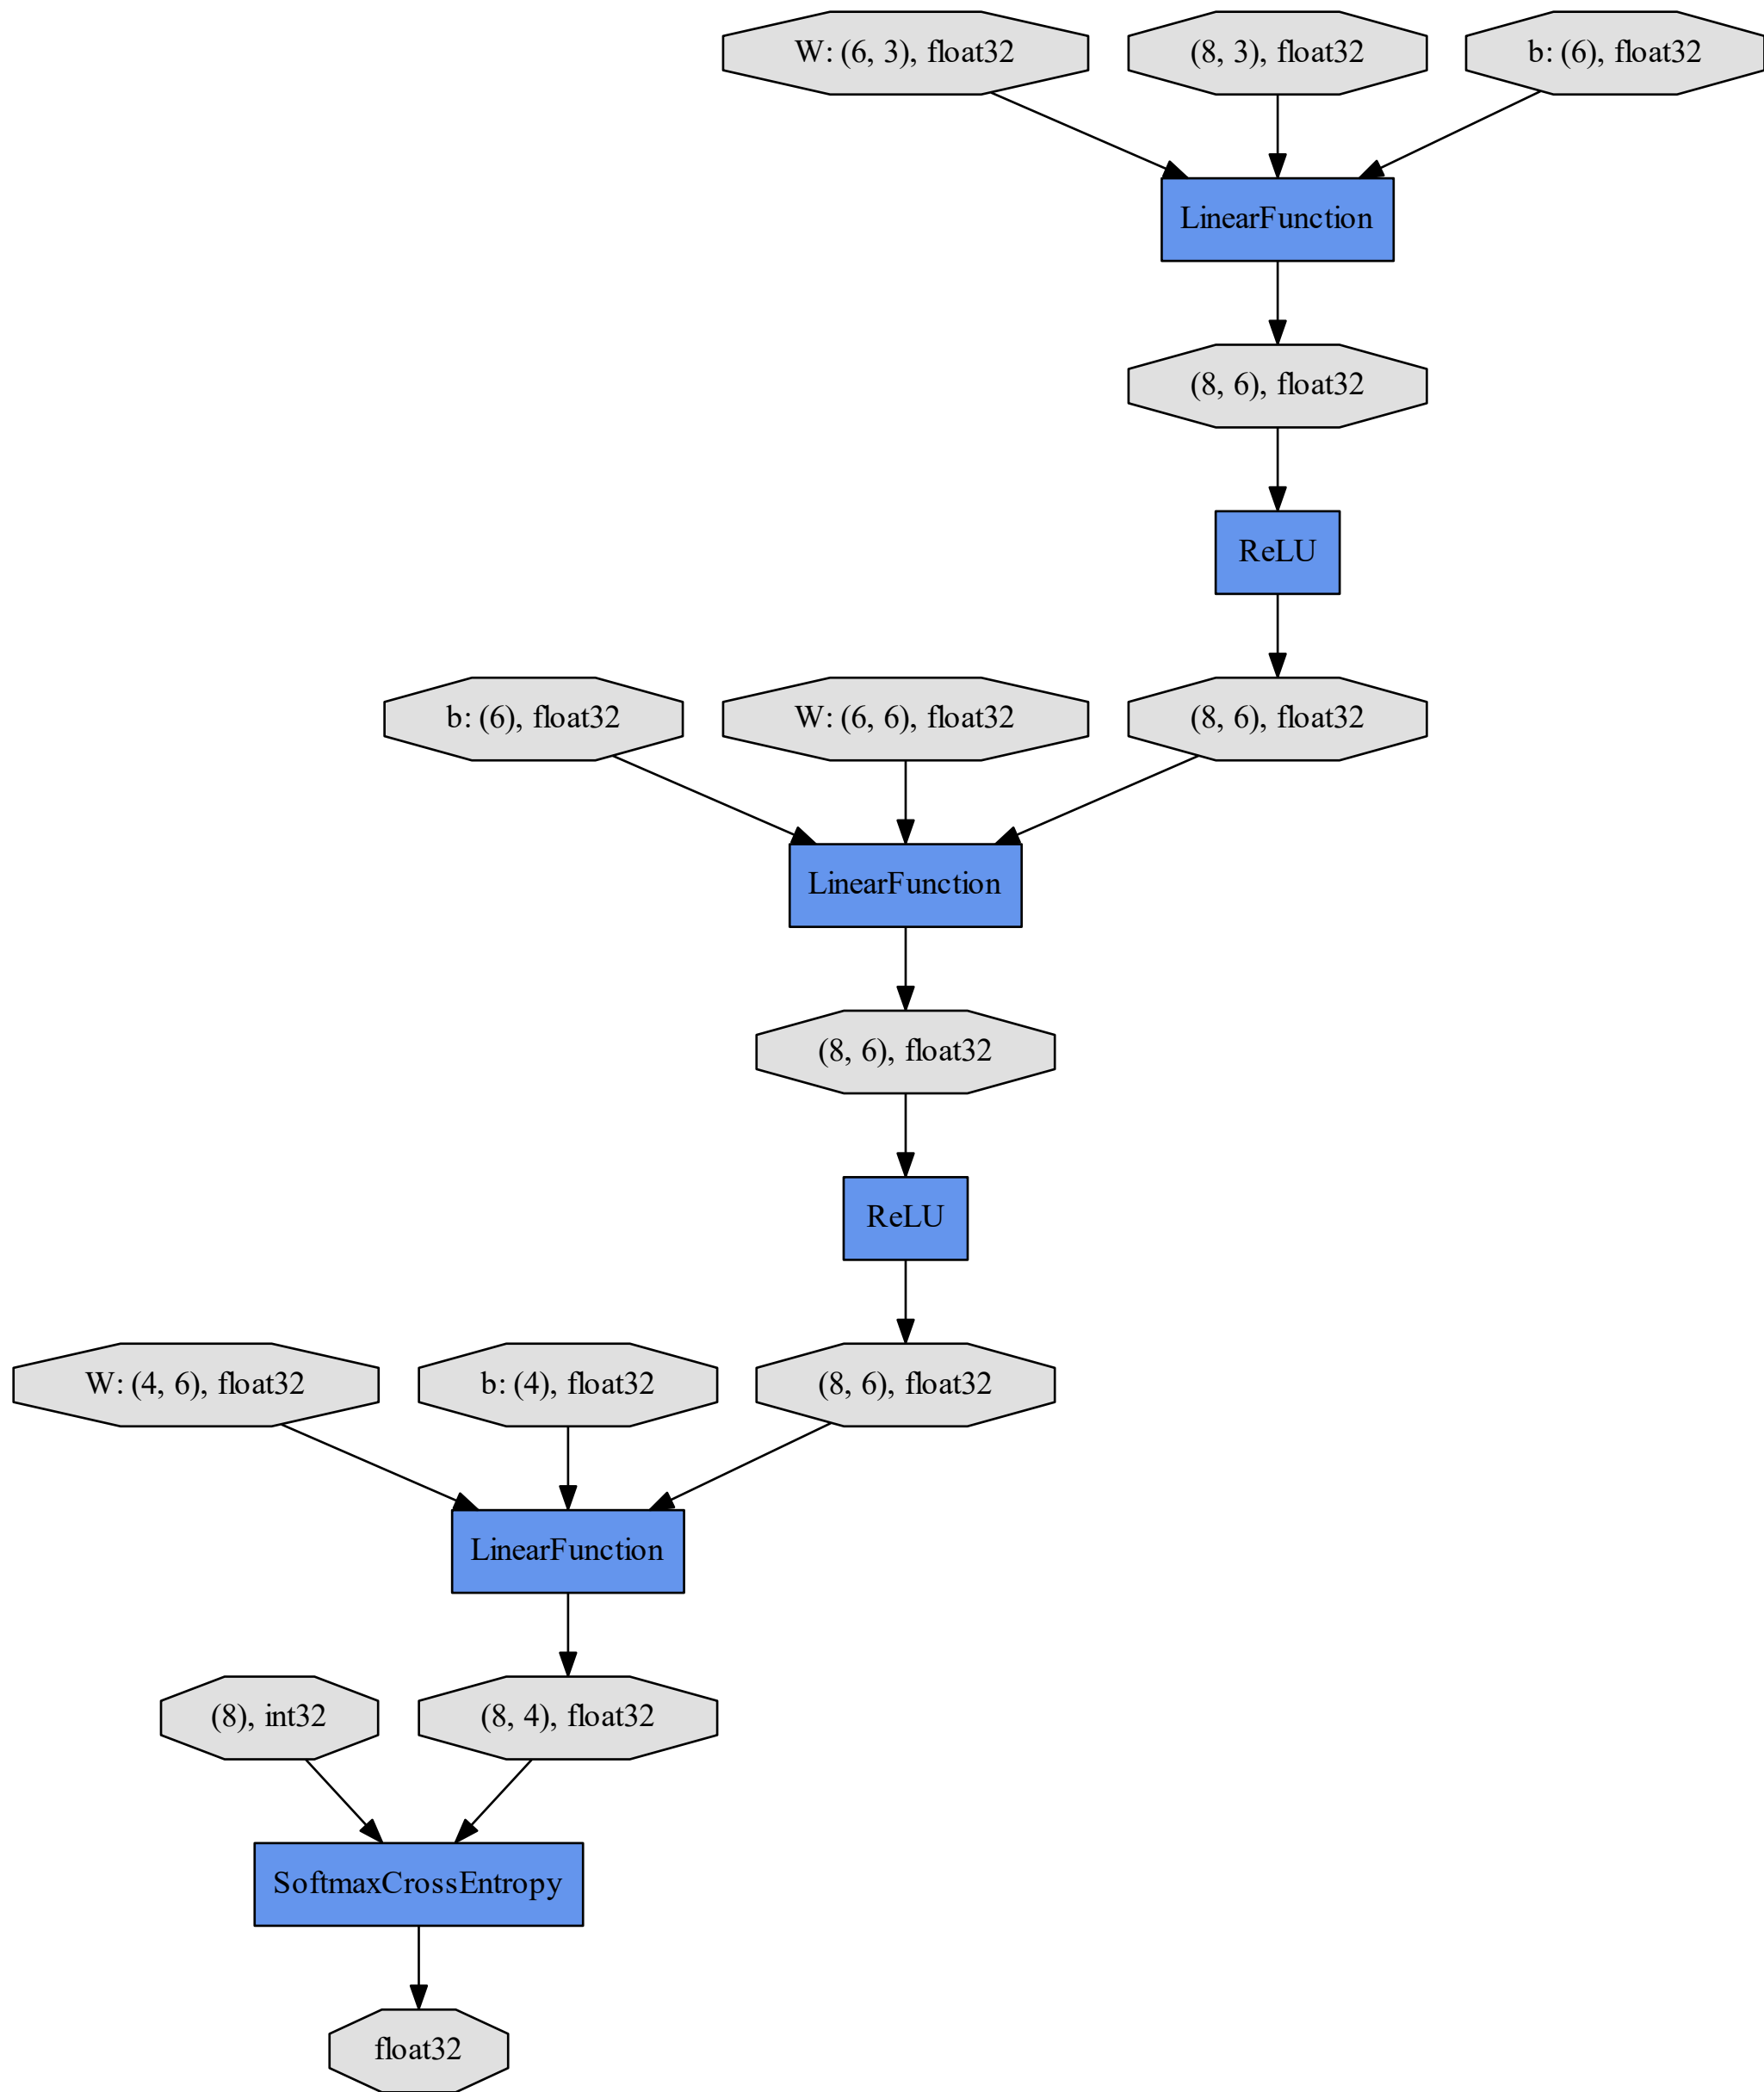 W: (6, 3), float32
(8, 3), float32
b: (6), float32
LinearFunction
(8, 6), float32
ReLU
b: (6), float32
W: (6, 6), float32
(8, 6), float32
LinearFunction
(8, 6), float32
ReLU
W: (4, 6), float32
b: (4), float32
(8, 6), float32
LinearFunction
(8), int32
(8, 4), float32
SoftmaxCrossEntropy
float32